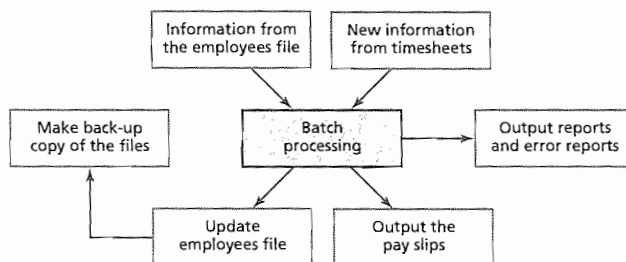 Information from
the employees file
New information
from timesheets
Make back-up
copy of the files
Batch
processing
Output reports
and error reports
Update
employees file
Output the
pay slips